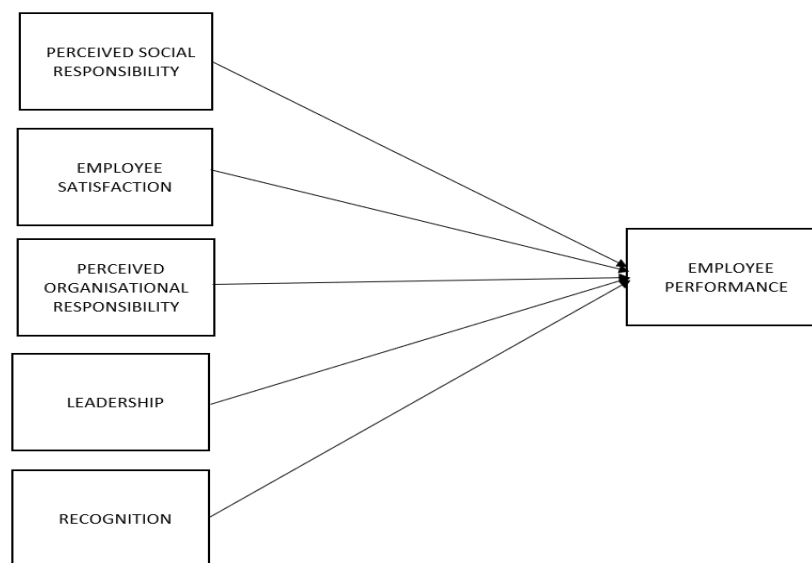 PERCEIVED SOCIAL
RESPONSIBILITY
EMPLOYEE
SATISFACTION
PERCEIVED
ORGANISATIONAL
RESPONSIBILITY
LEADERSHIP
RECOGNITION
EMPLOYEE
PERFORMANCE